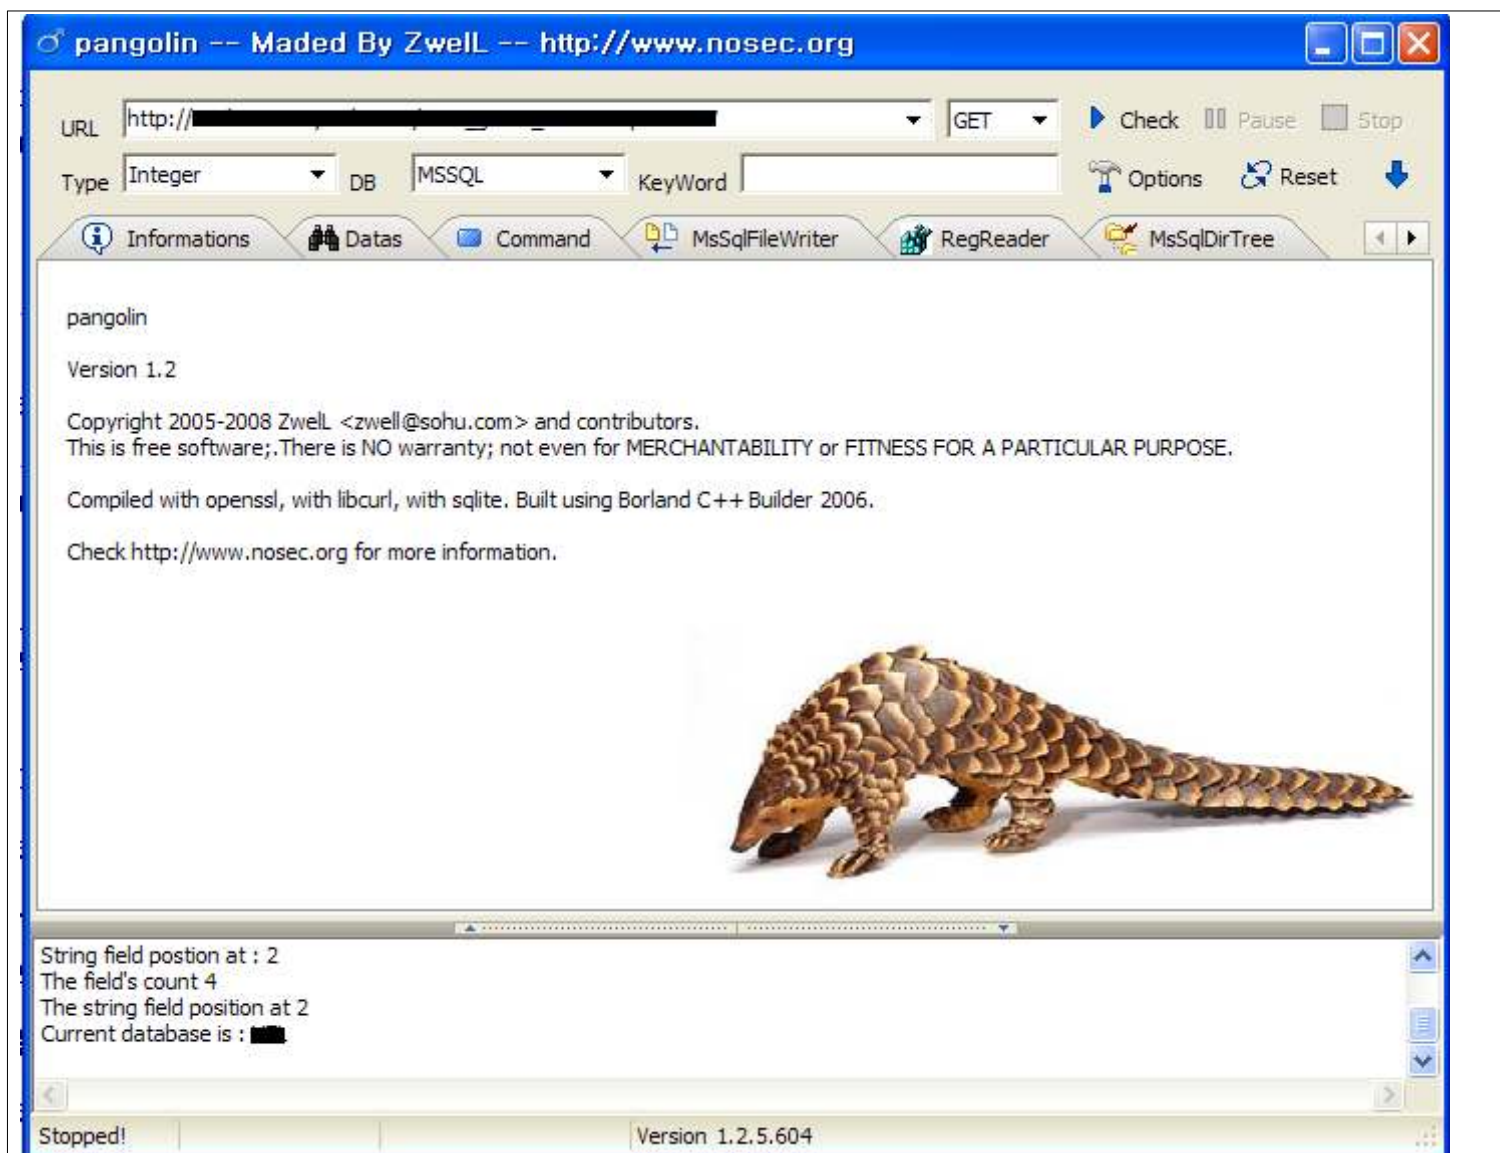 pangolin -- Maded By ZwelL -- http://www.nosec.org
URL http:// GET Check Pause Stop
Type Integer DB MSSQL KeyWord Options Reset
Informations Datas Command MsSqlFileWriter RegReader MsSqlDirTree
pangolin
Version 1.2
Copyright 2005-2008 ZwelL <zwell@sohu.com> and contributors.
This is free software;.There is NO warranty; not even for MERCHANTABILITY or FITNESS FOR A PARTICULAR PURPOSE.
Compiled with openssl, with libcurl, with sqlite. Built using Borland C++ Builder 2006.
Check http://www.nosec.org for more information.
String field postion at : 2
The field's count 4
The string field position at 2
Current database is :
Stopped! Version 1.2.5.604